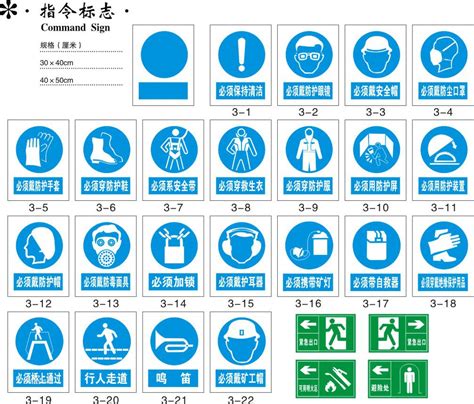 指令标志
Command Sign
规格（厘米）
30×40cm
40×50cm
必须保持清洁
必须戴防护眼镜
必须戴安全帽
必须戴防尘口罩
3-1
3-2
3-3
3-4
必须戴防护手套
必须穿防护鞋
必须系安全带
必须穿救生衣
必须穿防护服
必须用防护屏
必须用防护装置
3-5
3-6
3-7
3-8
3-9
3-10
3-11
必须戴防护帽
必须戴防毒面具
必须加锁
必须戴护耳器
必须携带矿灯
必须带自救器
必须穿戴绝缘保护用品
3-12
3-13
3-14
3-15
3-16
3-17
3-18
必须桥上通过
行人走道
鸣笛
必须戴矿工帽
紧急出口
紧急出口
可用明火区
避险处
3-19
3-20
3-21
3-22